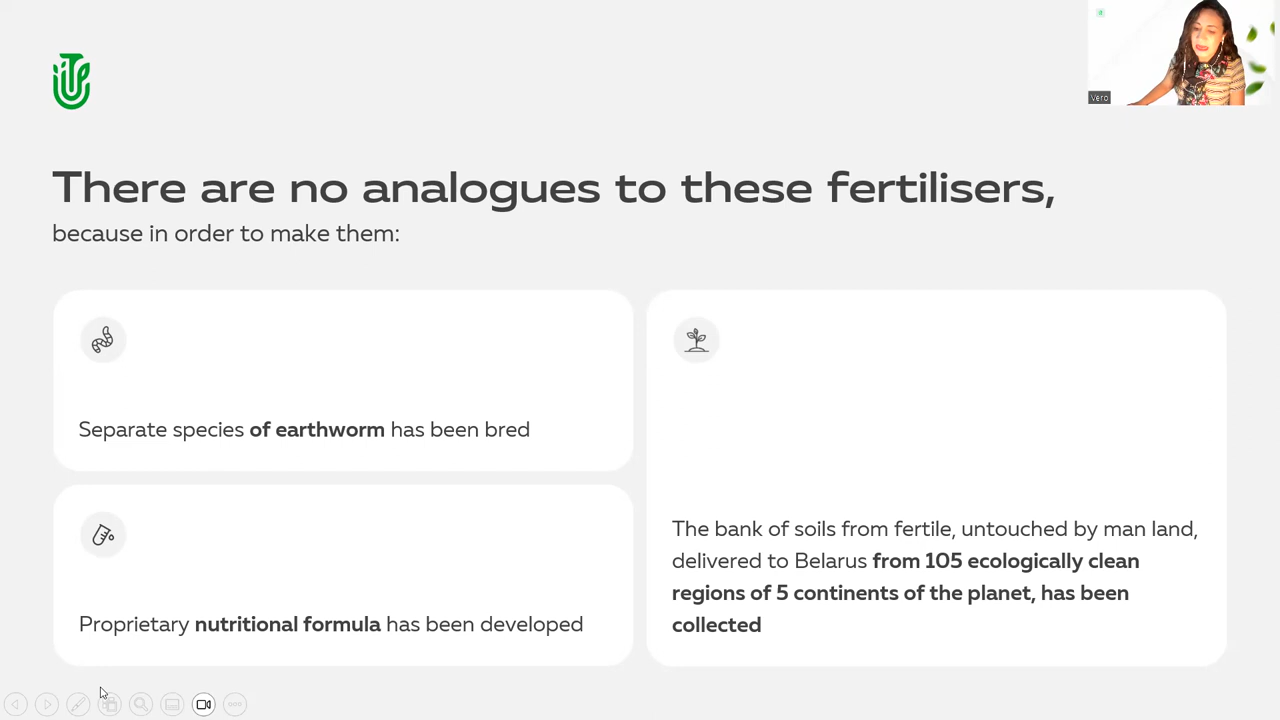 Vero
There are no analogues to these fertilisers,
because in order to make them:
Separate species of earthworm has been bred
Proprietary nutritional formula has been developed
The bank of soils from fertile, untouched by man land,
delivered to Belarus from 105 ecologically clean
regions of 5 continents of the planet, has been
collected